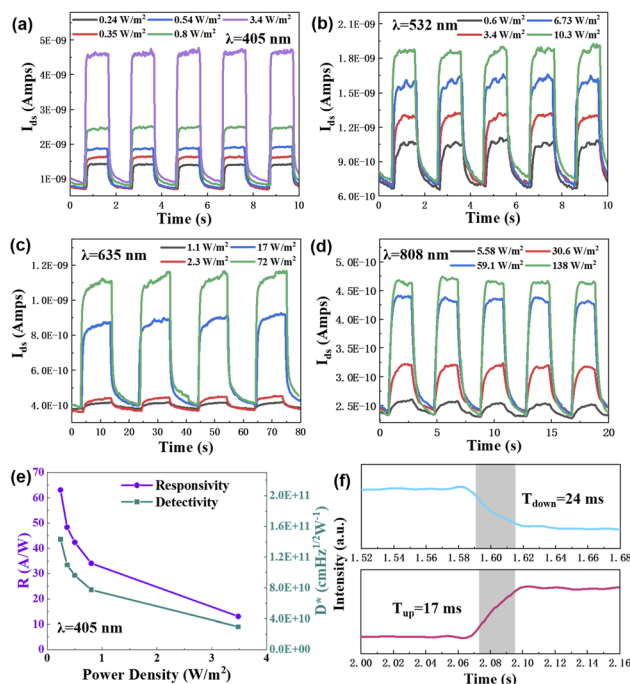 (a)
0.24 W/m² 0.54 W/m² 3.4 W/m²
0.35 W/m² 0.8 W/m² λ=405 nm
5E-09
4E-09
3E-09
2E-09
1E-09
I_ds (Amps)
0 2 4 6 8 10
Time (s)
(b)
0.6 W/m² 6.73 W/m²
3.4 W/m² 10.3 W/m²
λ=532 nm
2.1E-09
1.8E-09
1.5E-09
1.2E-09
9.0E-10
6.0E-10
I_ds (Amps)
0 2 4 6 8 10
Time (s)
(c)
λ=635 nm
1.1 W/m² 17 W/m²
2.3 W/m² 72 W/m²
1.2E-09
1.0E-09
8.0E-10
6.0E-10
4.0E-10
I_ds (Amps)
0 10 20 30 40 50 60 70 80
Time (s)
(d)
λ=808 nm
5.58 W/m² 30.6 W/m²
59.1 W/m² 138 W/m²
5.0E-10
4.5E-10
4.0E-10
3.5E-10
3.0E-10
2.5E-10
I_ds (Amps)
0 5 10 15 20
Time (s)
(e)
Responsivity
Detectivity
70
60
50
40
30
20
10
0
R (A/W)
2.0E+11
1.6E+11
1.2E+11
8.0E+10
4.0E+10
0.0E+00
D* (cmHz^1/2W^-1)
λ=405 nm
0 1 2 3 4
Power Density (W/m²)
(f)
T_down=24 ms
1.52 1.54 1.56 1.58 1.60 1.62 1.64 1.66 1.68
Intensity (a.u.)
T_up=17 ms
2.00 2.02 2.04 2.06 2.08 2.10 2.12 2.14 2.16
Time (s)